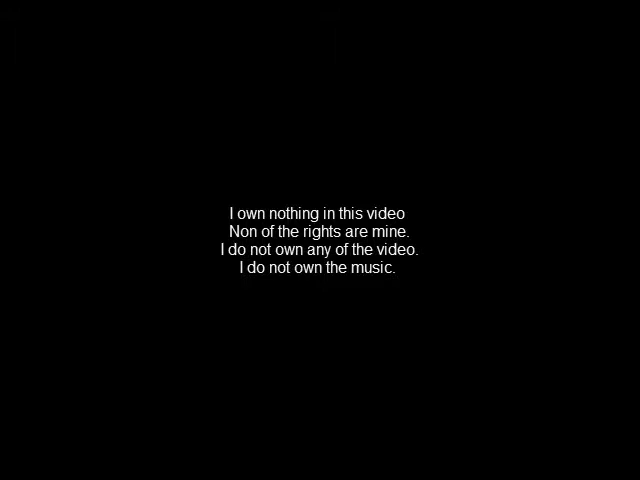 I own nothing in this video
Non of the rights are mine.
I do not own any of the video.
I do not own the music.